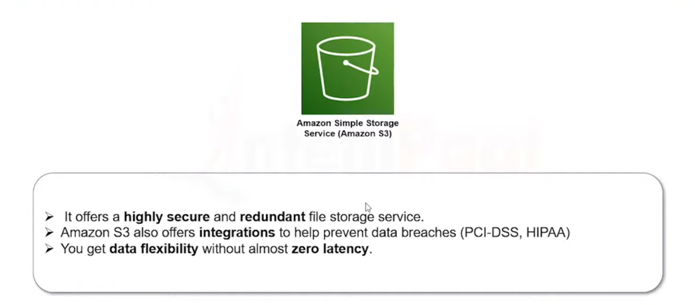 Amazon Simple Storage
Service (Amazon S3)
It offers a highly secure and redundant file storage service.
Amazon S3 also offers integrations to help prevent data breaches (PCI-DSS, HIPAA)
You get data flexibility without almost zero latency.